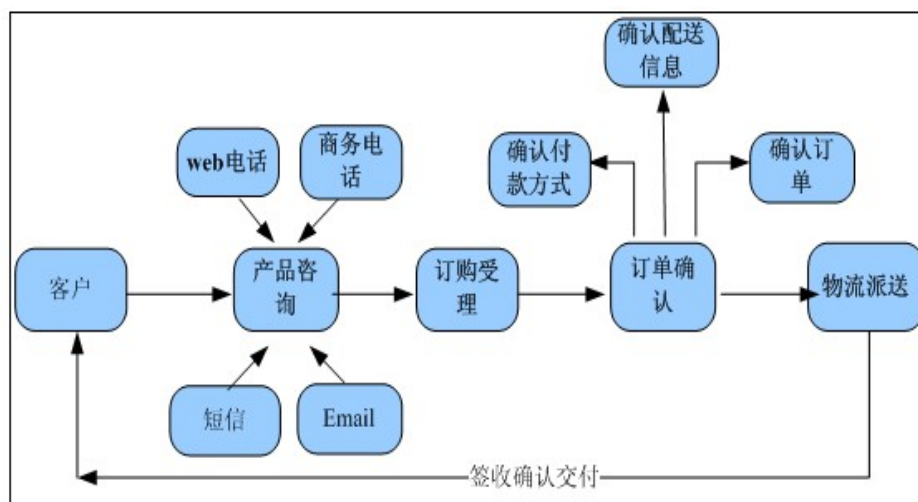 确认配送
信息
web电话
商务电
话
确认付
款方式
确认订
单
客户
产品咨
询
订购受
理
订单确
认
物流派送
短信
Email
签收确认交付